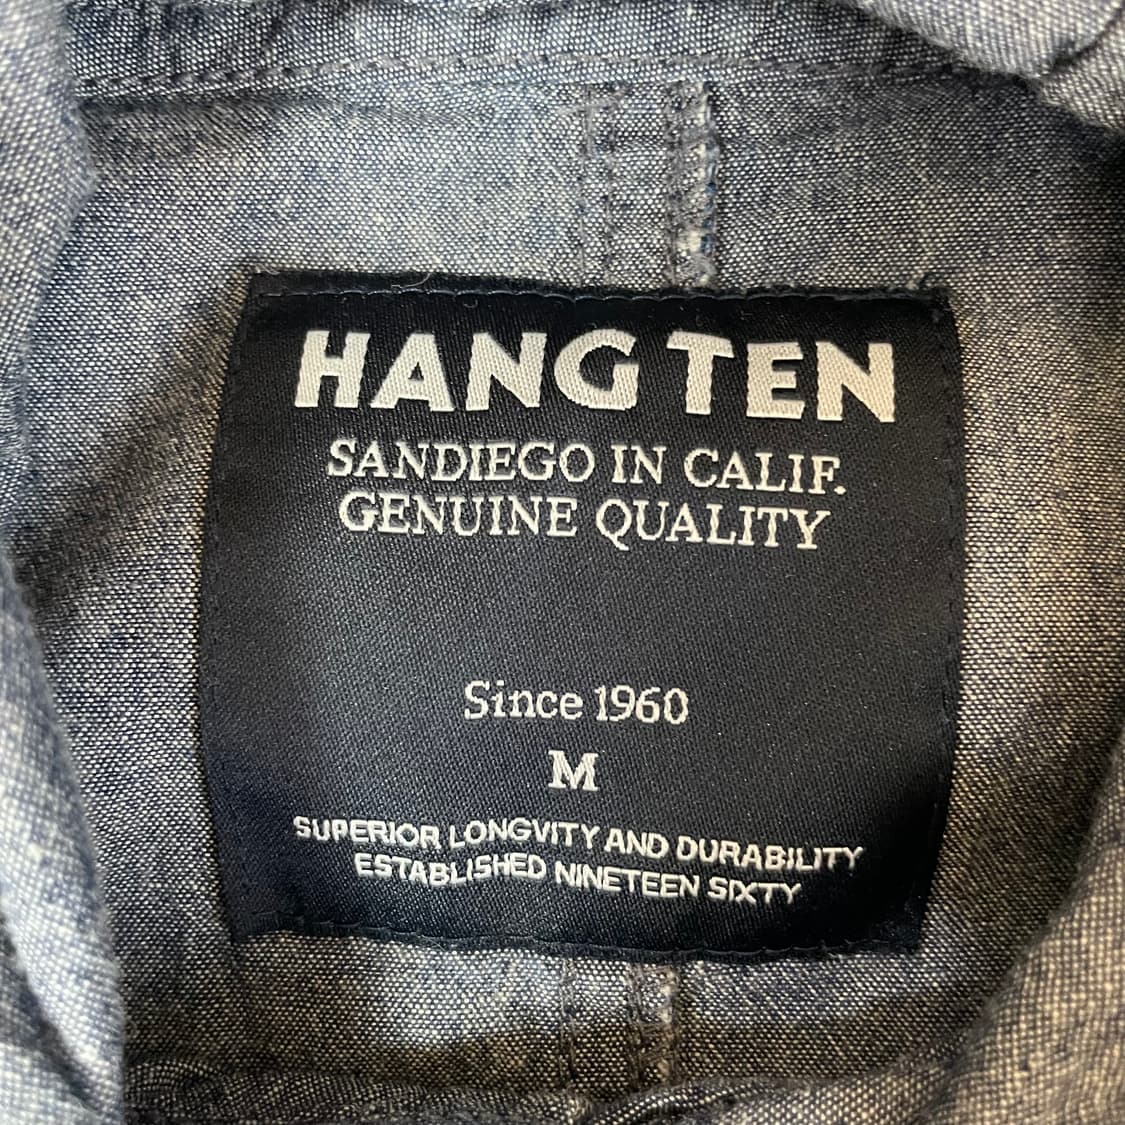 HANG TEN
SANDIEGO IN CALIF.
GENUINE QUALITY
Since 1960
M
SUPERIOR LONGVITY AND DURABILITY
ESTABLISHED NINETEEN SIXTY